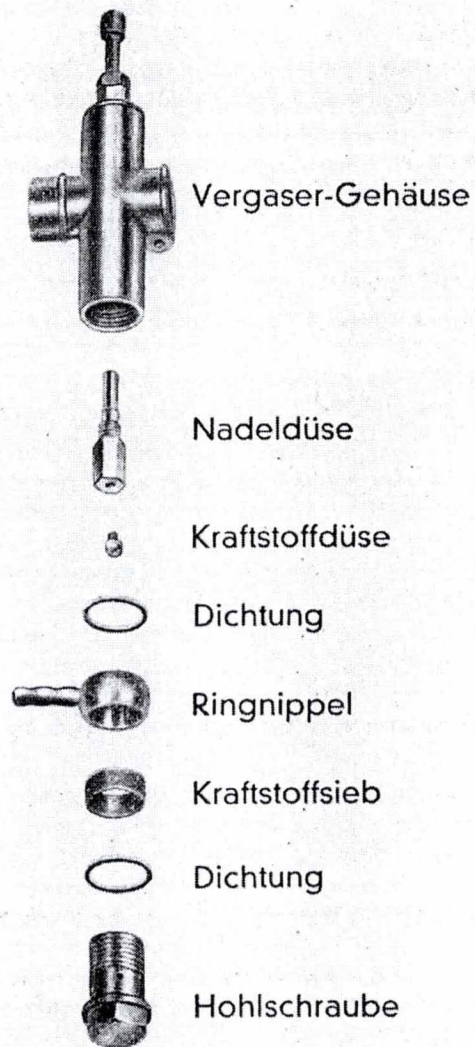 Vergaser-Gehäuse
Nadeldüse
Kraftstoffdüse
Dichtung
Ringnippel
Kraftstoffsieb
Dichtung
Hohlschraube